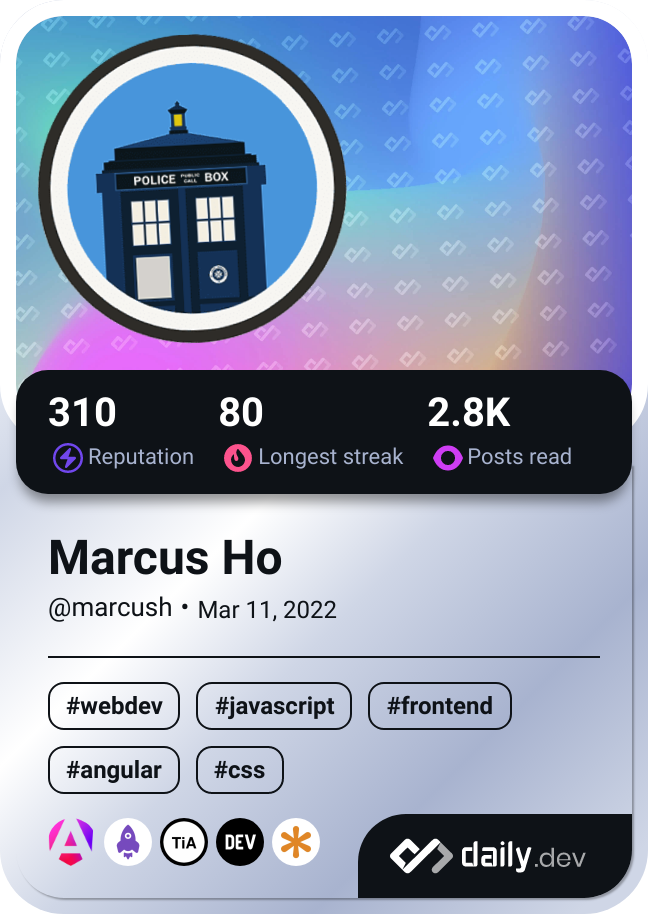 POLICE PUBLIC CALL BOX
310 80 2.8K
Reputation Longest streak Posts read
Marcus Ho
@marcush • Mar 11, 2022
#webdev #javascript #frontend
#angular #css
A TiA DEV
daily.dev